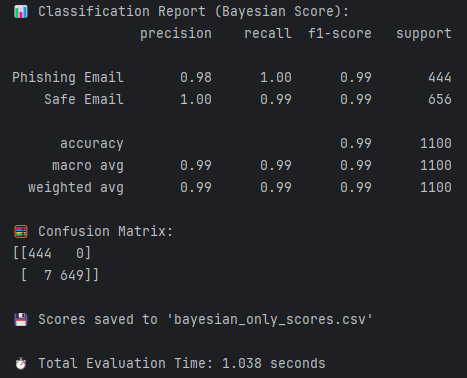 📊 Classification Report (Bayesian Score):
precision recall f1-score support
Phishing Email 0.98 1.00 0.99 444
Safe Email 1.00 0.99 0.99 656
accuracy 0.99 1100
macro avg 0.99 0.99 0.99 1100
weighted avg 0.99 0.99 0.99 1100
🧮 Confusion Matrix:
[[444 0]
[ 7 649]]
💾 Scores saved to 'bayesian_only_scores.csv'
⏱ Total Evaluation Time: 1.038 seconds